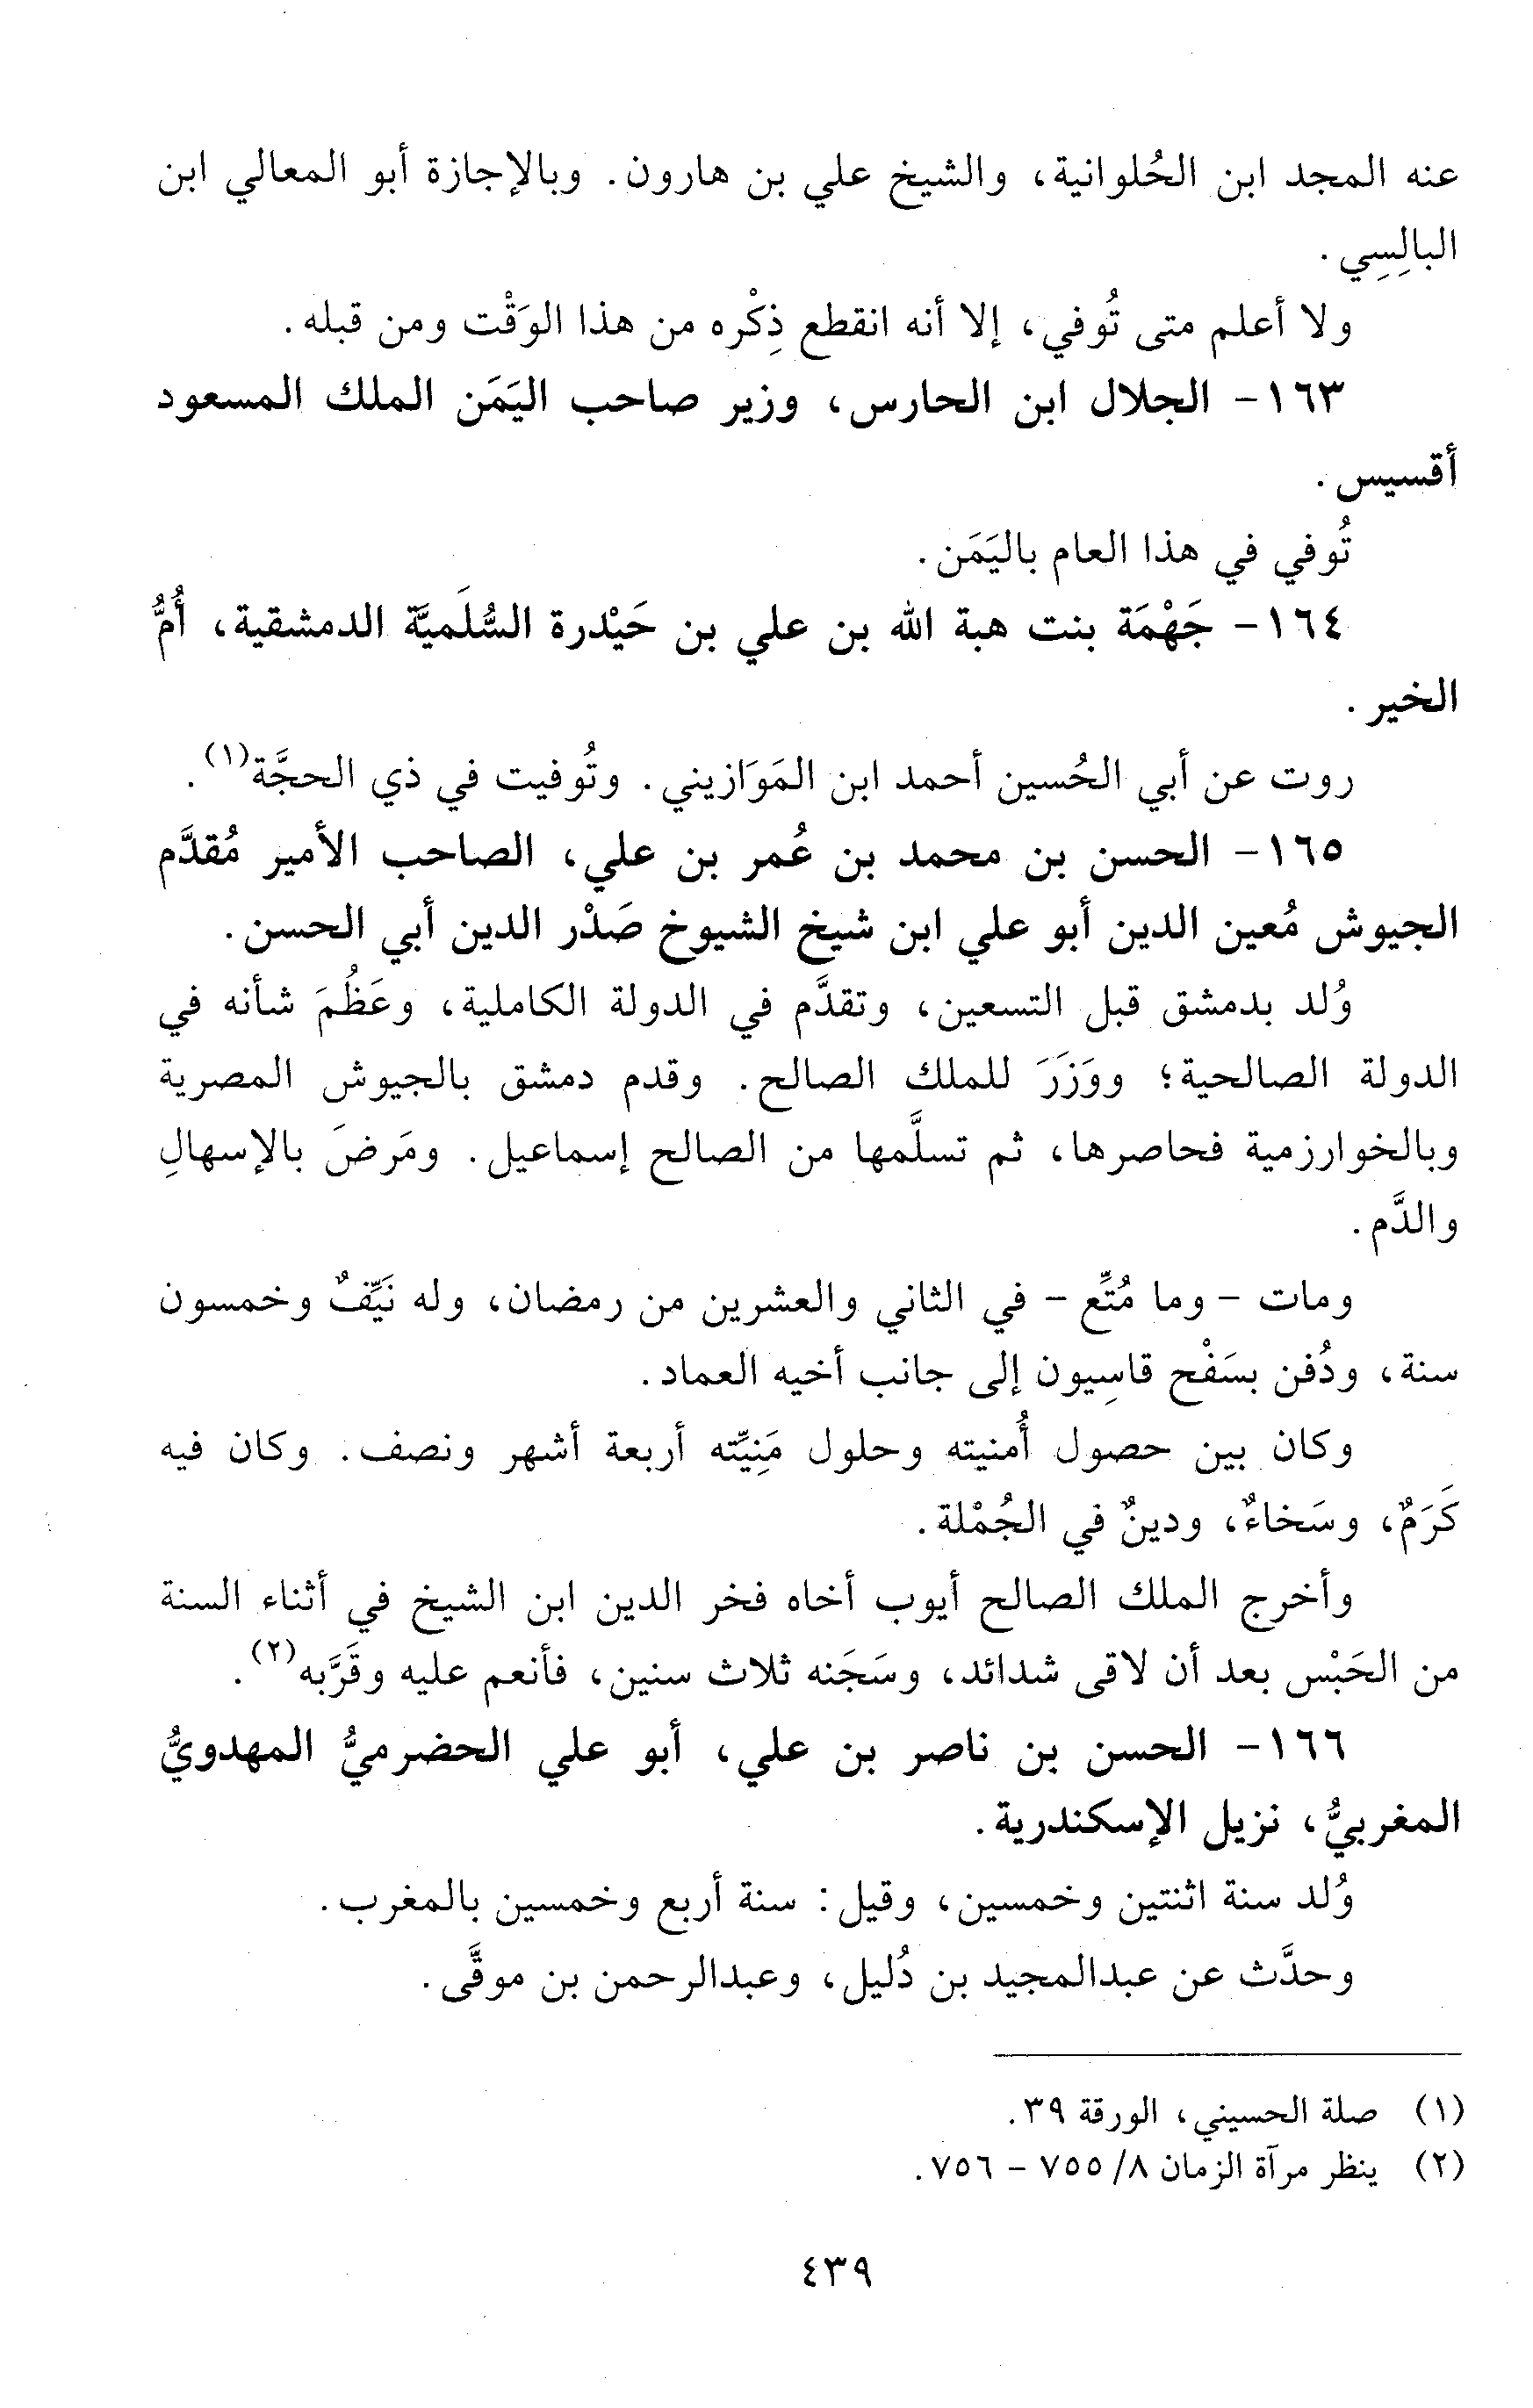 عنه المجد ابن الحُلوانية، والشيخ علي بن هارون. وبالإجازة أبو المعالي ابن
البالِسِي.
ولا أعلم متى تُوفي، إلا أنه انقطع ذِكْره من هذا الوَقْت ومن قبله.
١٦٣- الجلال ابن الحارس، وزير صاحب اليَمَن الملك المسعود
أقسيس.
تُوفي في هذا العام باليَمَن.
١٦٤- جَهْمَة بنت هبة الله بن علي بن حَيْدرة السُّلَميَّة الدمشقية، أُمُّ
الخير.
روت عن أبي الحُسين أحمد ابن المَوَازيني. وتُوفيت في ذي الحجَّة(١).
١٦٥- الحسن بن محمد بن عُمر بن علي، الصاحب الأمير مُقدَّم
الجيوش مُعين الدين أبو علي ابن شيخ الشيوخ صَدْر الدين أبي الحسن.
وُلد بدمشق قبل التسعين، وتقدَّم في الدولة الكاملية، وعَظُمَ شأنه في
الدولة الصالحية؛ ووَزَرَ للملك الصالح. وقدم دمشق بالجيوش المصرية
وبالخوارزمية فحاصرها، ثم تسلَّمها من الصالح إسماعيل. ومَرضَ بالإسهالِ
والدَّم.
ومات - وما مُتِّع - في الثاني والعشرين من رمضان، وله نَيِّفٌ وخمسون
سنة، ودُفن بسَفْح قاسِيون إلى جانب أخيه العماد.
وكان بين حصول أُمنيته وحلول مَنِيَّته أربعة أشهر ونصف. وكان فيه
كَرَمٌ، وسَخاءٌ، ودينٌ في الجُمْلة.
وأخرج الملك الصالح أيوب أخاه فخر الدين ابن الشيخ في أثناء السنة
من الحَبْس بعد أن لاقى شدائد، وسَجَنه ثلاث سنين، فأنعم عليه وقَرَّبه(٢).
١٦٦- الحسن بن ناصر بن علي، أبو علي الحضرميُّ المهدويُّ
المغربيُّ، نزيل الإسكندرية.
وُلد سنة اثنتين وخمسين، وقيل: سنة أربع وخمسين بالمغرب.
وحدَّث عن عبدالمجيد بن دُليل، وعبدالرحمن بن موقَّى.
(١) صلة الحسيني، الورقة ٣٩.
(٢) ينظر مرآة الزمان ٨/ ٧٥٥ - ٧٥٦.
٤٣٩